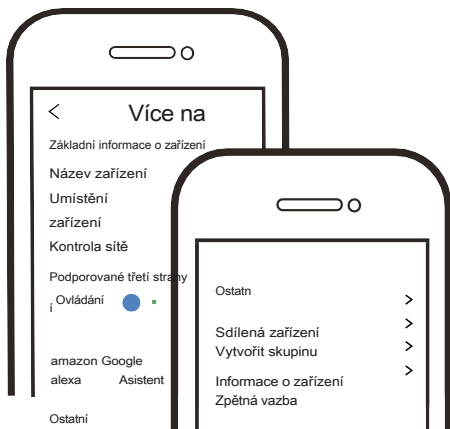 Více na
Základní informace o zařízení
Název zařízení
Umístění
zařízení
Kontrola sítě
Podporované třetí strany
í Ovládání
amazon Google
alexa Asistent
Ostatní
Ostatn
Sdílená zařízení
Vytvořit skupinu
Informace o zařízení
Zpětná vazba